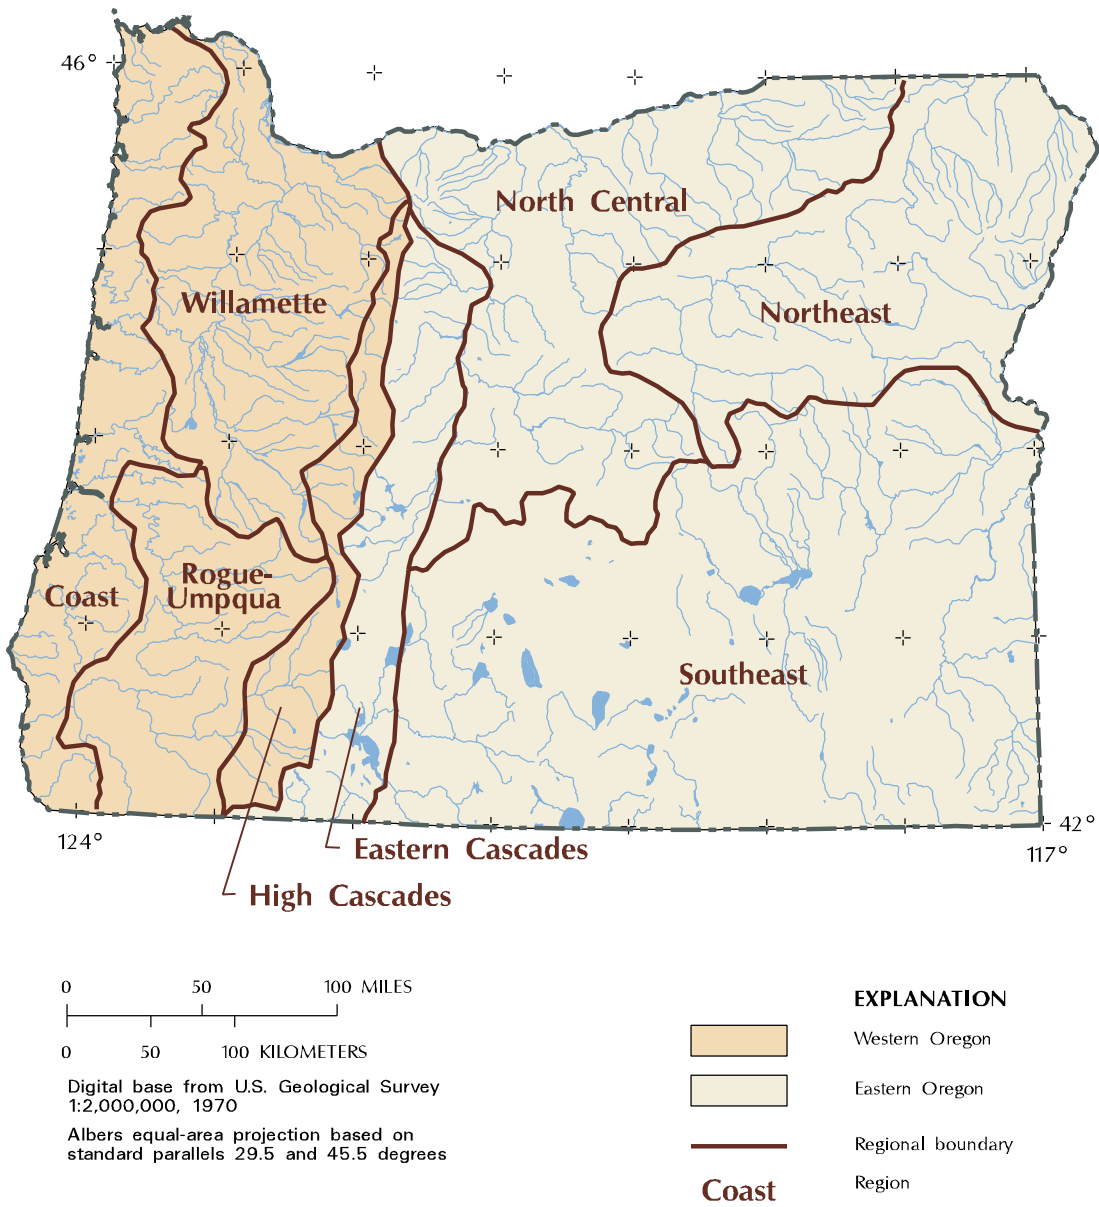 46°
North Central
Willamette
Northeast
Rogue-
Umpqua
Coast
Southeast
124°
42°
117°
Eastern Cascades
High Cascades
0 50 100 MILES
0 50 100 KILOMETERS
Digital base from U.S. Geological Survey
1:2,000,000, 1970
Albers equal-area projection based on
standard parallels 29.5 and 45.5 degrees
EXPLANATION
Western Oregon
Eastern Oregon
Regional boundary
Coast Region